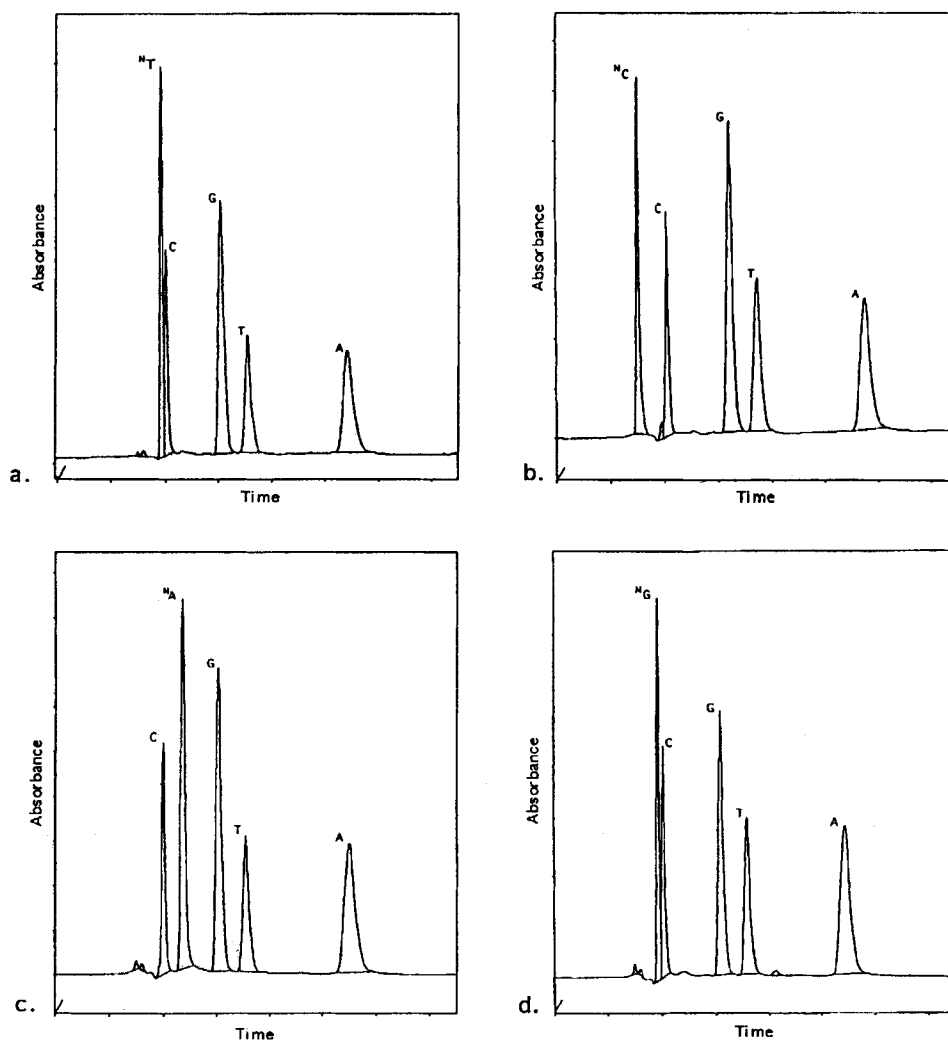 ᴺT
C
G
T
A
Absorbance
Time
a.
ᴺC
C
G
T
A
Absorbance
Time
b.
ᴺA
C
G
T
A
Absorbance
Time
c.
ᴺG
C
G
T
A
Absorbance
Time
d.